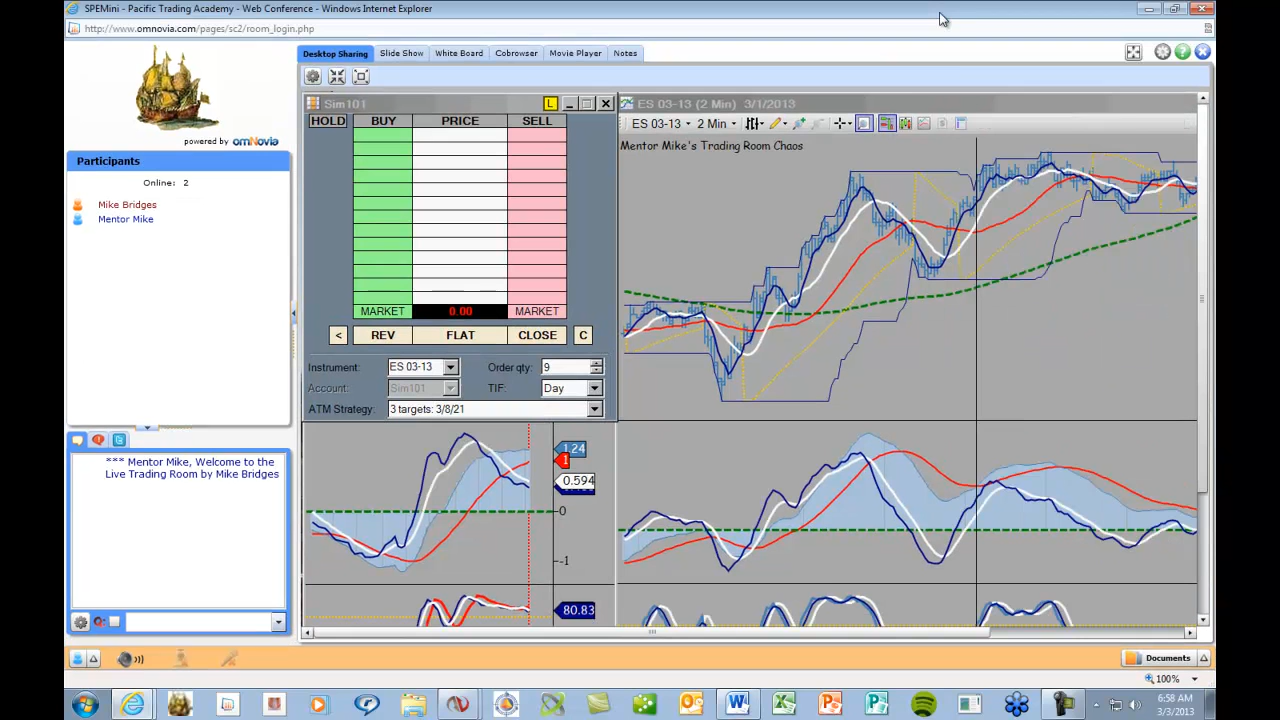 SPEMini - Pacific Trading Academy - Web Conference - Windows Internet Explorer
http://www.omnovia.com/pages/sc2/room_login.php
powered by omNovia
Participants
Online: 2
Mike Bridges
Mentor Mike
*** Mentor Mike, Welcome to the
Live Trading Room by Mike Bridges
Desktop Sharing Slide Show White Board Cobrowser Movie Player Notes
Sim101 L
HOLD BUY PRICE SELL
MARKET 0.00 MARKET
< REV FLAT CLOSE C
Instrument: ES 03-13 Order qty: 9
Account: Sim101 TIF: Day
ATM Strategy: 3 targets: 3/8/21
ES 03-13 (2 Min) 3/1/2013
ES 03-13 2 Min
Mentor Mike's Trading Room Chaos
1.24
1
0.594
0
-1
80.83
Documents
100%
6:58 AM
3/3/2013